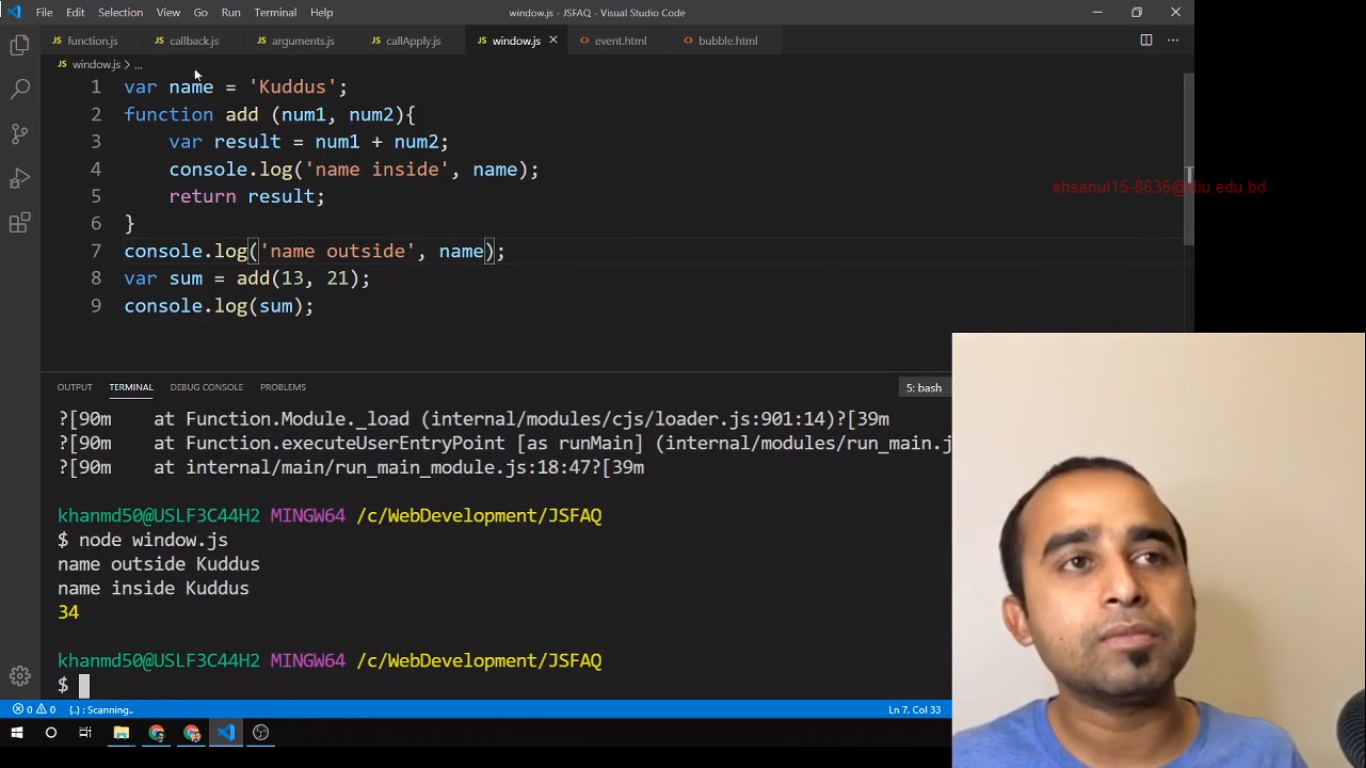 File Edit Selection View Go Run Terminal Help window.js - JSFAQ - Visual Studio Code
JS function.js JS callback.js JS arguments.js JS callApply.js JS window.js <> event.html <> bubble.html
JS window.js > ...
1 var name = 'Kuddus';
2 function add (num1, num2){
3 var result = num1 + num2;
4 console.log('name inside', name);
ahsanul15-8635@diu.edu.bd
5 return result;
6 }
7 console.log('name outside', name);
8 var sum = add(13, 21);
9 console.log(sum);
OUTPUT TERMINAL DEBUG CONSOLE PROBLEMS 5: bash
?[90m at Function.Module._load (internal/modules/cjs/loader.js:901:14)?[39m
?[90m at Function.executeUserEntryPoint [as runMain] (internal/modules/run_main.j
?[90m at internal/main/run_main_module.js:18:47?[39m
khanmd50@USLF3C44H2 MINGW64 /c/WebDevelopment/JSFAQ
$ node window.js
name outside Kuddus
name inside Kuddus
34
khanmd50@USLF3C44H2 MINGW64 /c/WebDevelopment/JSFAQ
$
0 0 {..} : Scanning.. Ln 7, Col 33